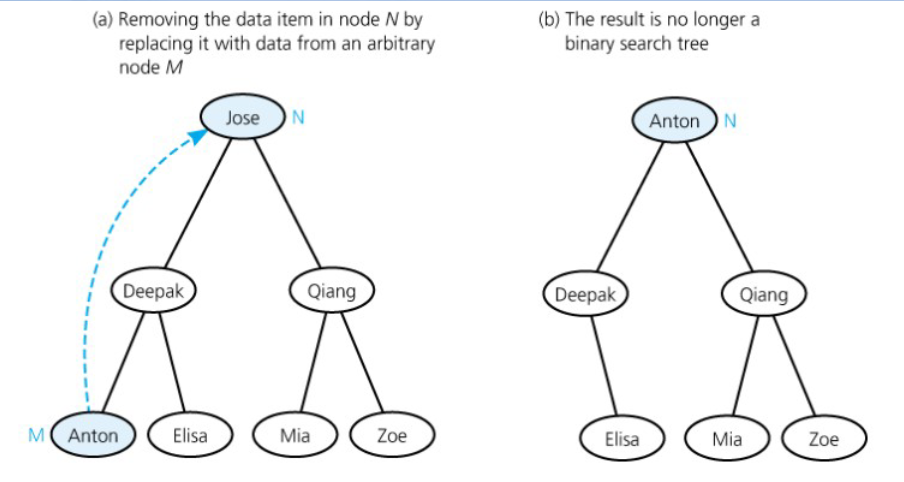 (a) Removing the data item in node N by
replacing it with data from an arbitrary
node M
Jose N
Deepak
Qiang
M Anton
Elisa
Mia
Zoe
(b) The result is no longer a
binary search tree
Anton N
Deepak
Qiang
Elisa
Mia
Zoe